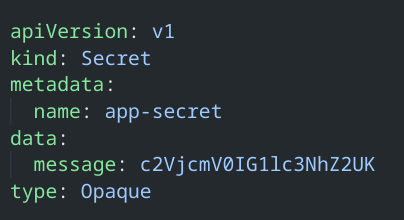 apiVersion: v1
kind: Secret
metadata:
  name: app-secret
data:
  message: c2VjcmV0IG1lc3NhZ2UK
type: Opaque